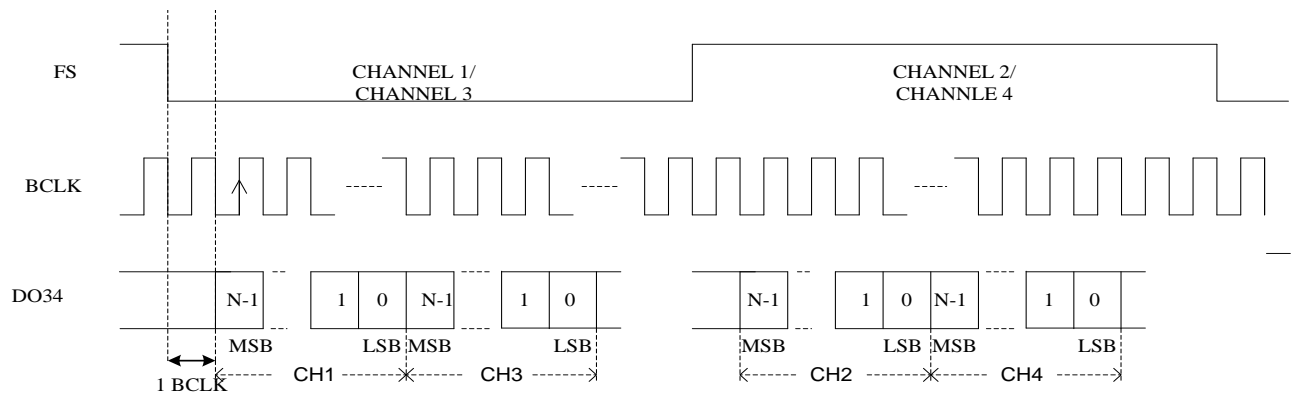 FS
CHANNEL 1/
CHANNEL 3
CHANNEL 2/
CHANNLE 4
BCLK
DO34
N-1 1 0 N-1 1 0 N-1 1 0 N-1 1 0
MSB LSB MSB LSB MSB LSB MSB LSB
1 BCLK CH1 CH3 CH2 CH4